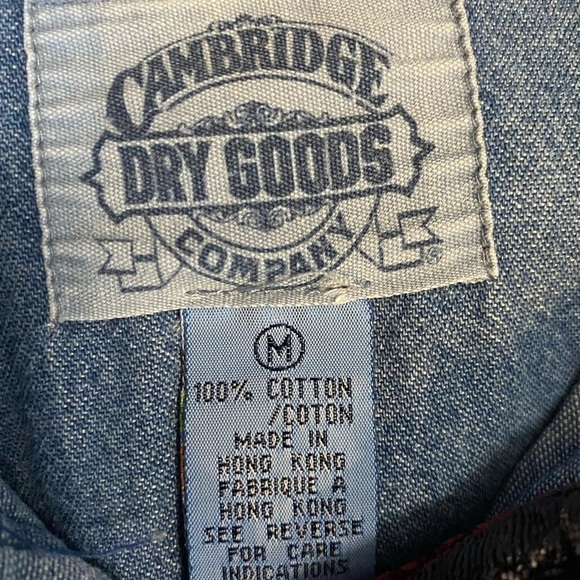 CAMBRIDGE
DRY GOODS
COMPANY
®
M
100% COTTON
/COTON
MADE IN
HONG KONG
FABRIQUE A
HONG KONG
SEE REVERSE
FOR CARE
INDICATIONS